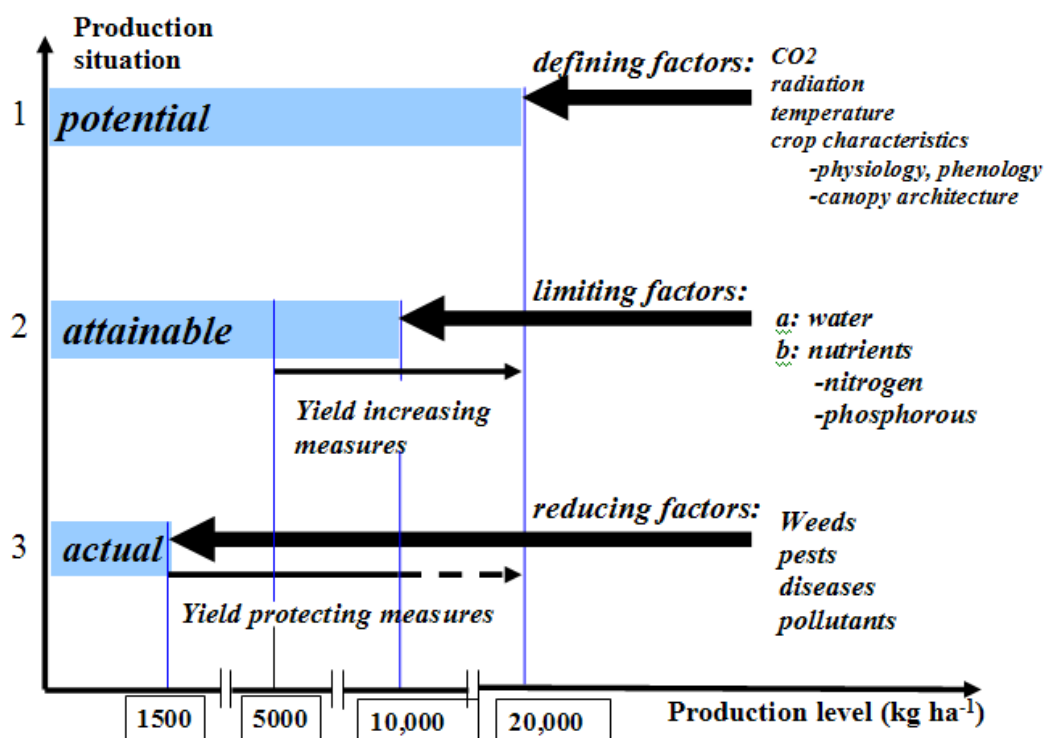 Production
situation
defining factors:
CO2
radiation
temperature
crop characteristics
-physiology, phenology
-canopy architecture
1
potential
limiting factors:
2
attainable
a: water
b: nutrients
-nitrogen
-phosphorous
Yield increasing
measures
reducing factors:
3
actual
Weeds
pests
diseases
pollutants
Yield protecting measures
1500
5000
10,000
20,000
Production level (kg ha⁻¹)